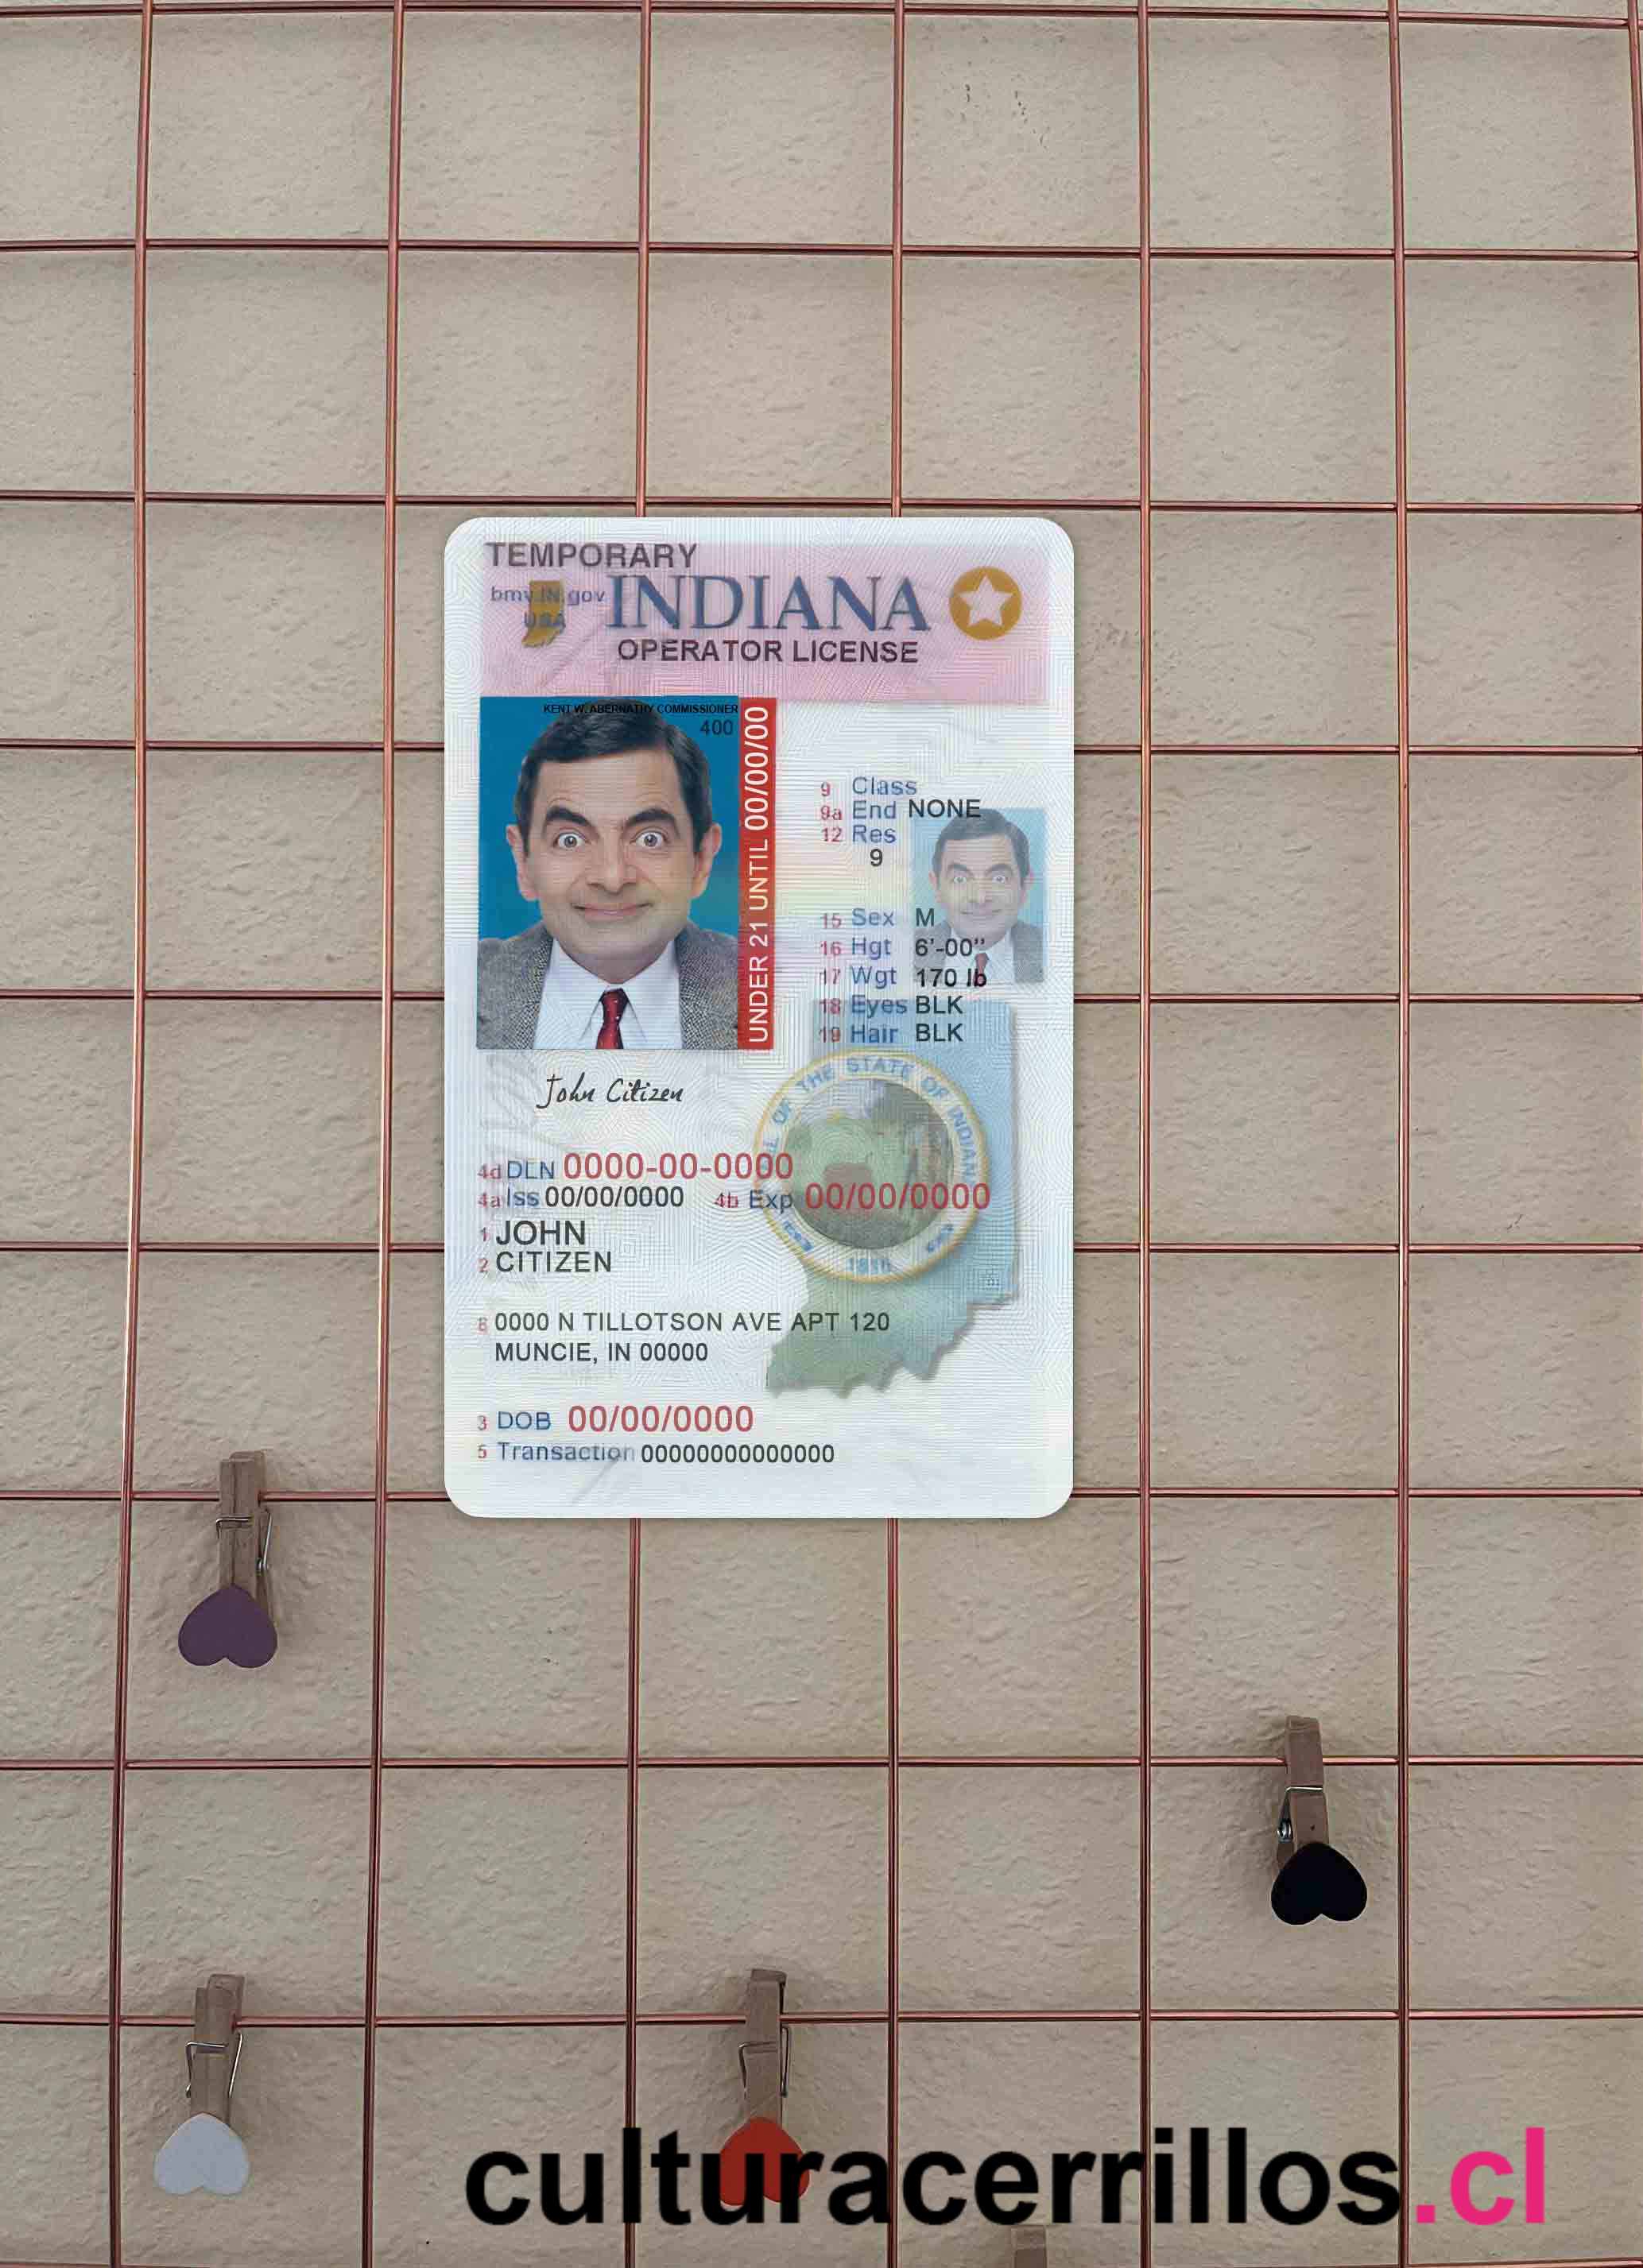 TEMPORARY
bmv.IN.gov
USA
INDIANA
OPERATOR LICENSE
KENT W. ABERNATHY COMMISSIONER
400
UNDER 21 UNTIL 00/00/00
9 Class
9a End NONE
12 Res
9
15 Sex M
16 Hgt 6'-00"
17 Wgt 170 lb
18 Eyes BLK
19 Hair BLK
John Citizen
OF THE STATE OF INDIANA
1816
4d DLN 0000-00-0000
4a Iss 00/00/0000 4b Exp 00/00/0000
1 JOHN
2 CITIZEN
8 0000 N TILLOTSON AVE APT 120
MUNCIE, IN 00000
3 DOB 00/00/0000
5 Transaction 00000000000000
culturacerrillos.cl